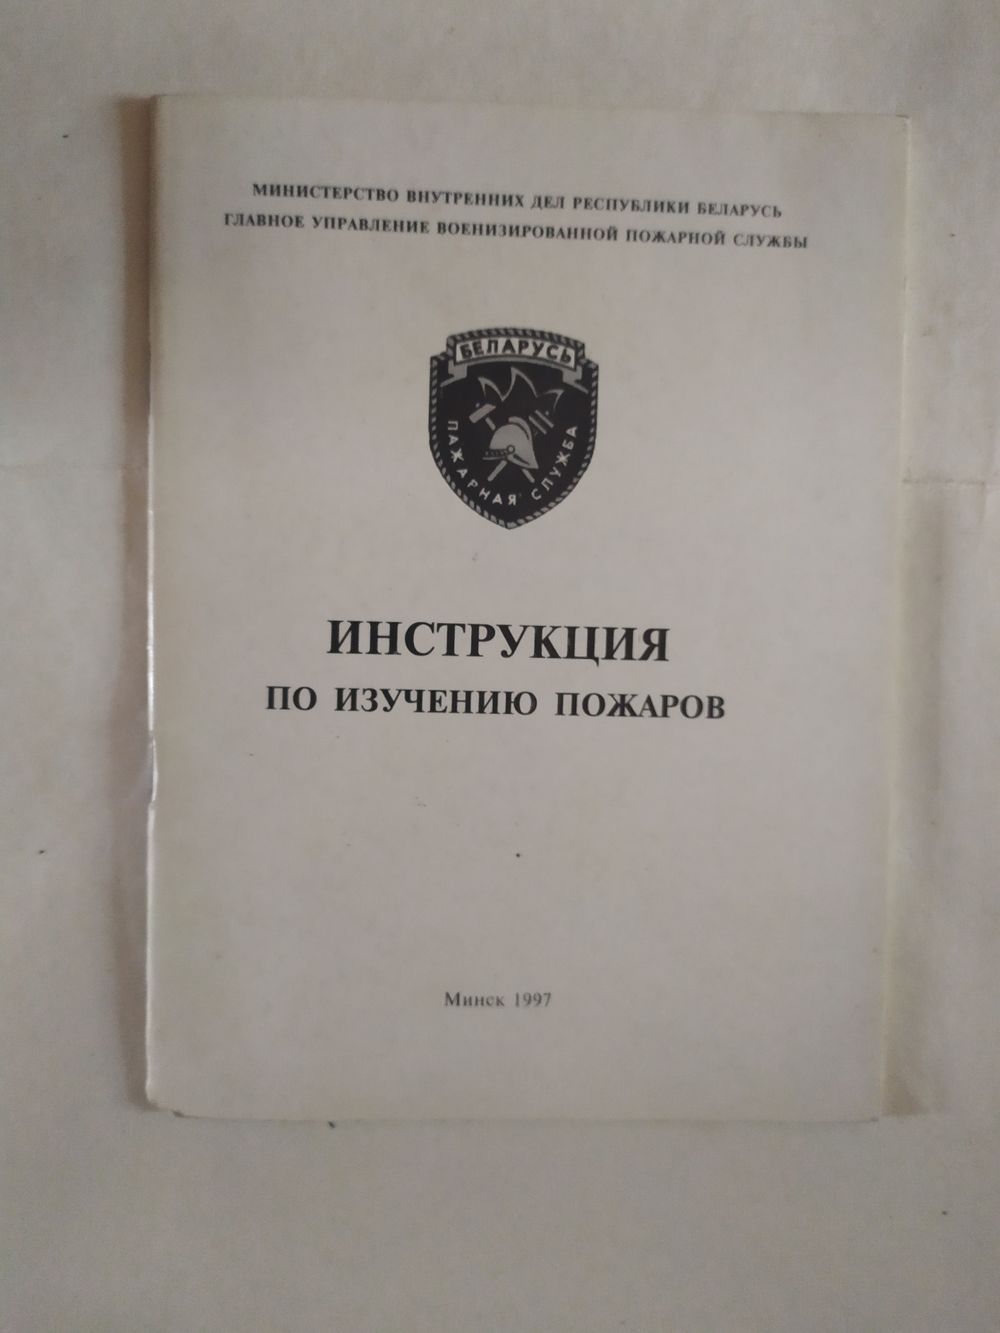 МИНИСТЕРСТВО ВНУТРЕННИХ ДЕЛ РЕСПУБЛИКИ БЕЛАРУСЬ
ГЛАВНОЕ УПРАВЛЕНИЕ ВОЕНИЗИРОВАННОЙ ПОЖАРНОЙ СЛУЖБЫ
БЕЛАРУСЬ
ПАЖАРНАЯ СЛУЖБА
ИНСТРУКЦИЯ
ПО ИЗУЧЕНИЮ ПОЖАРОВ
Минск 1997